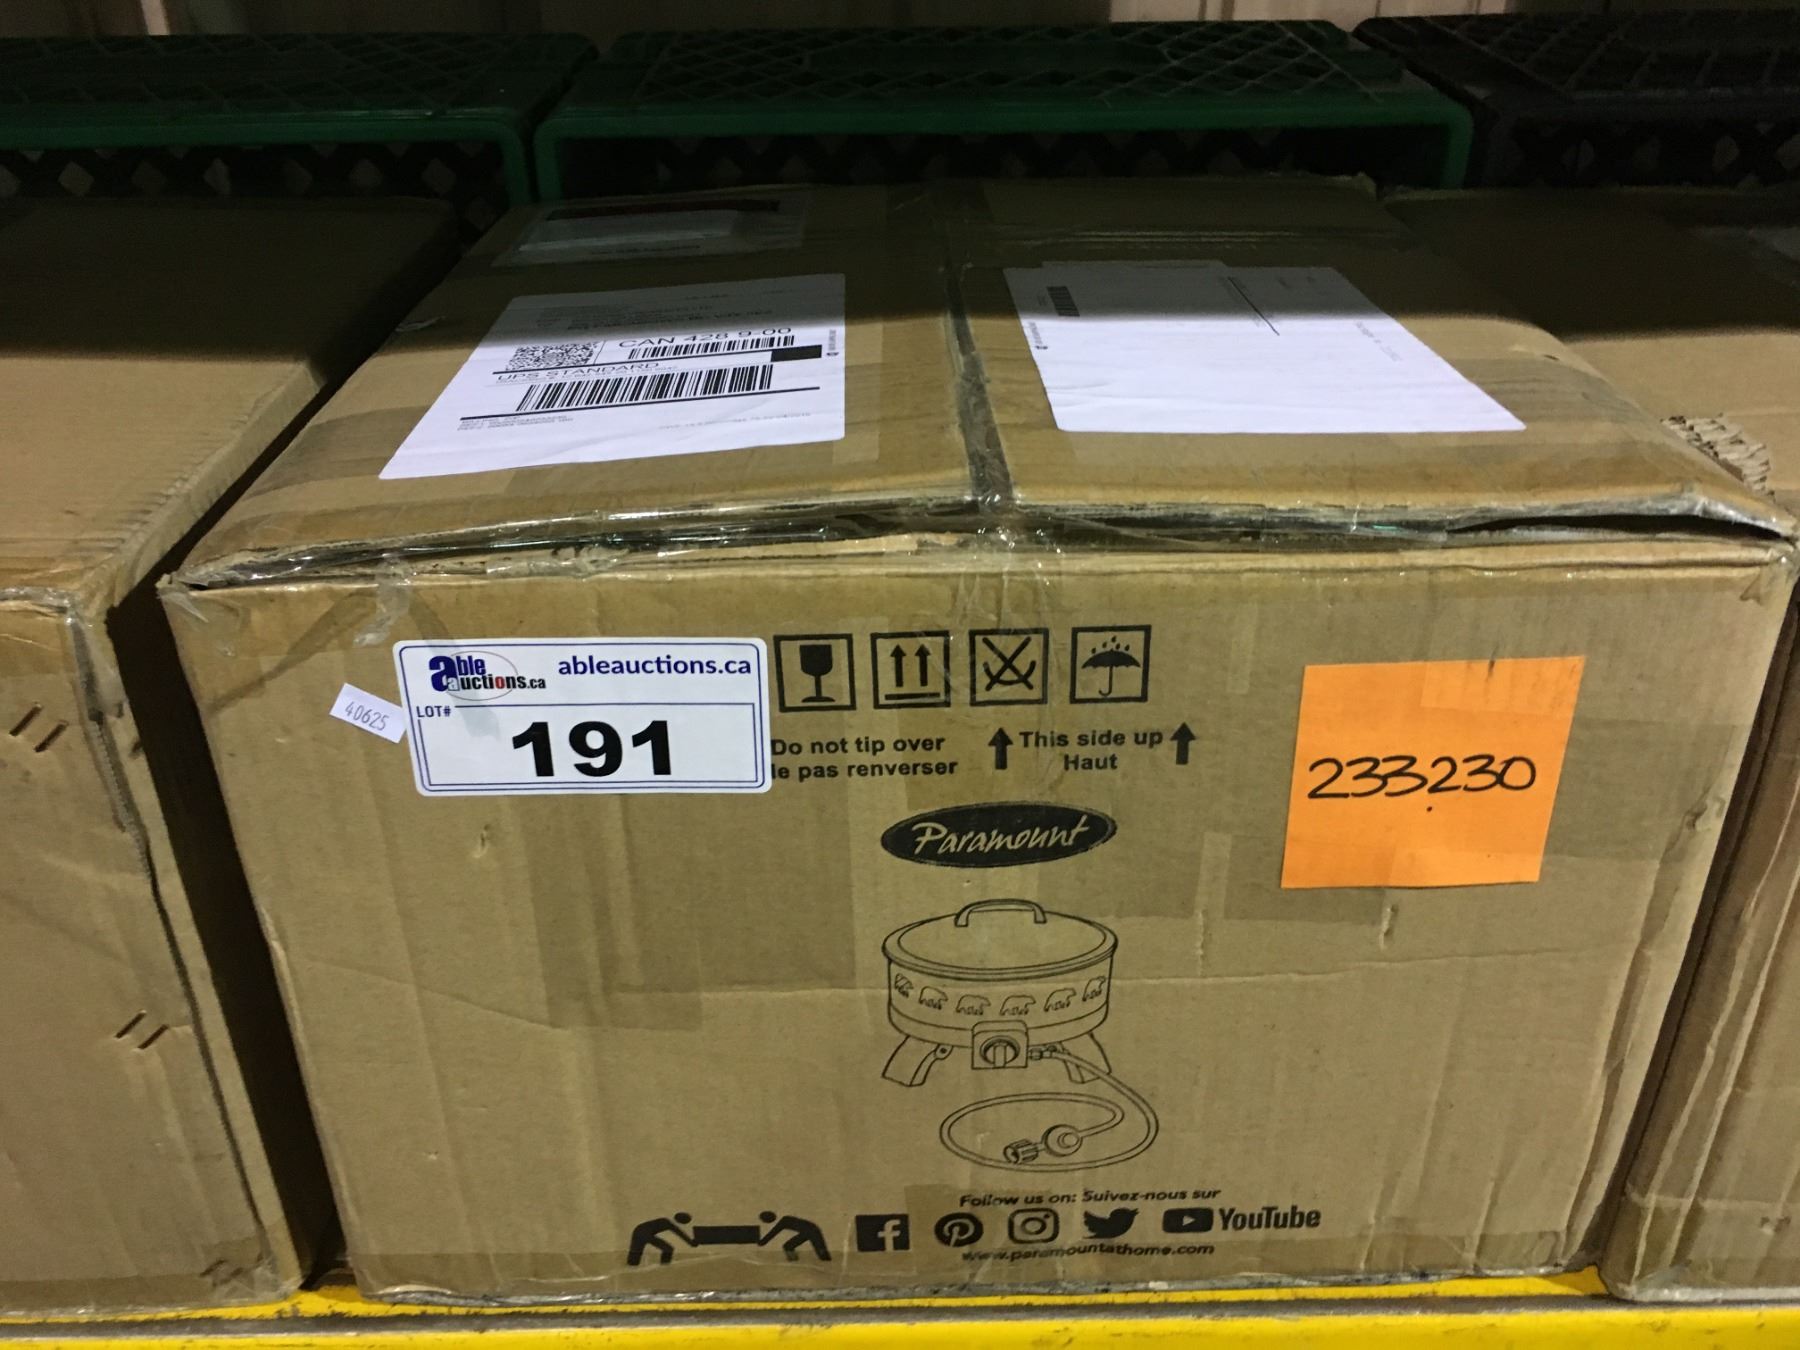 CAN 428 9-00
UPS STANDARD
able auctions.ca
ableauctions.ca
LOT#
191
40625
Do not tip over
le pas renverser
This side up
Haut
233230
Paramount
Follow us on: Suivez-nous sur
YouTube
www.paramountathome.com